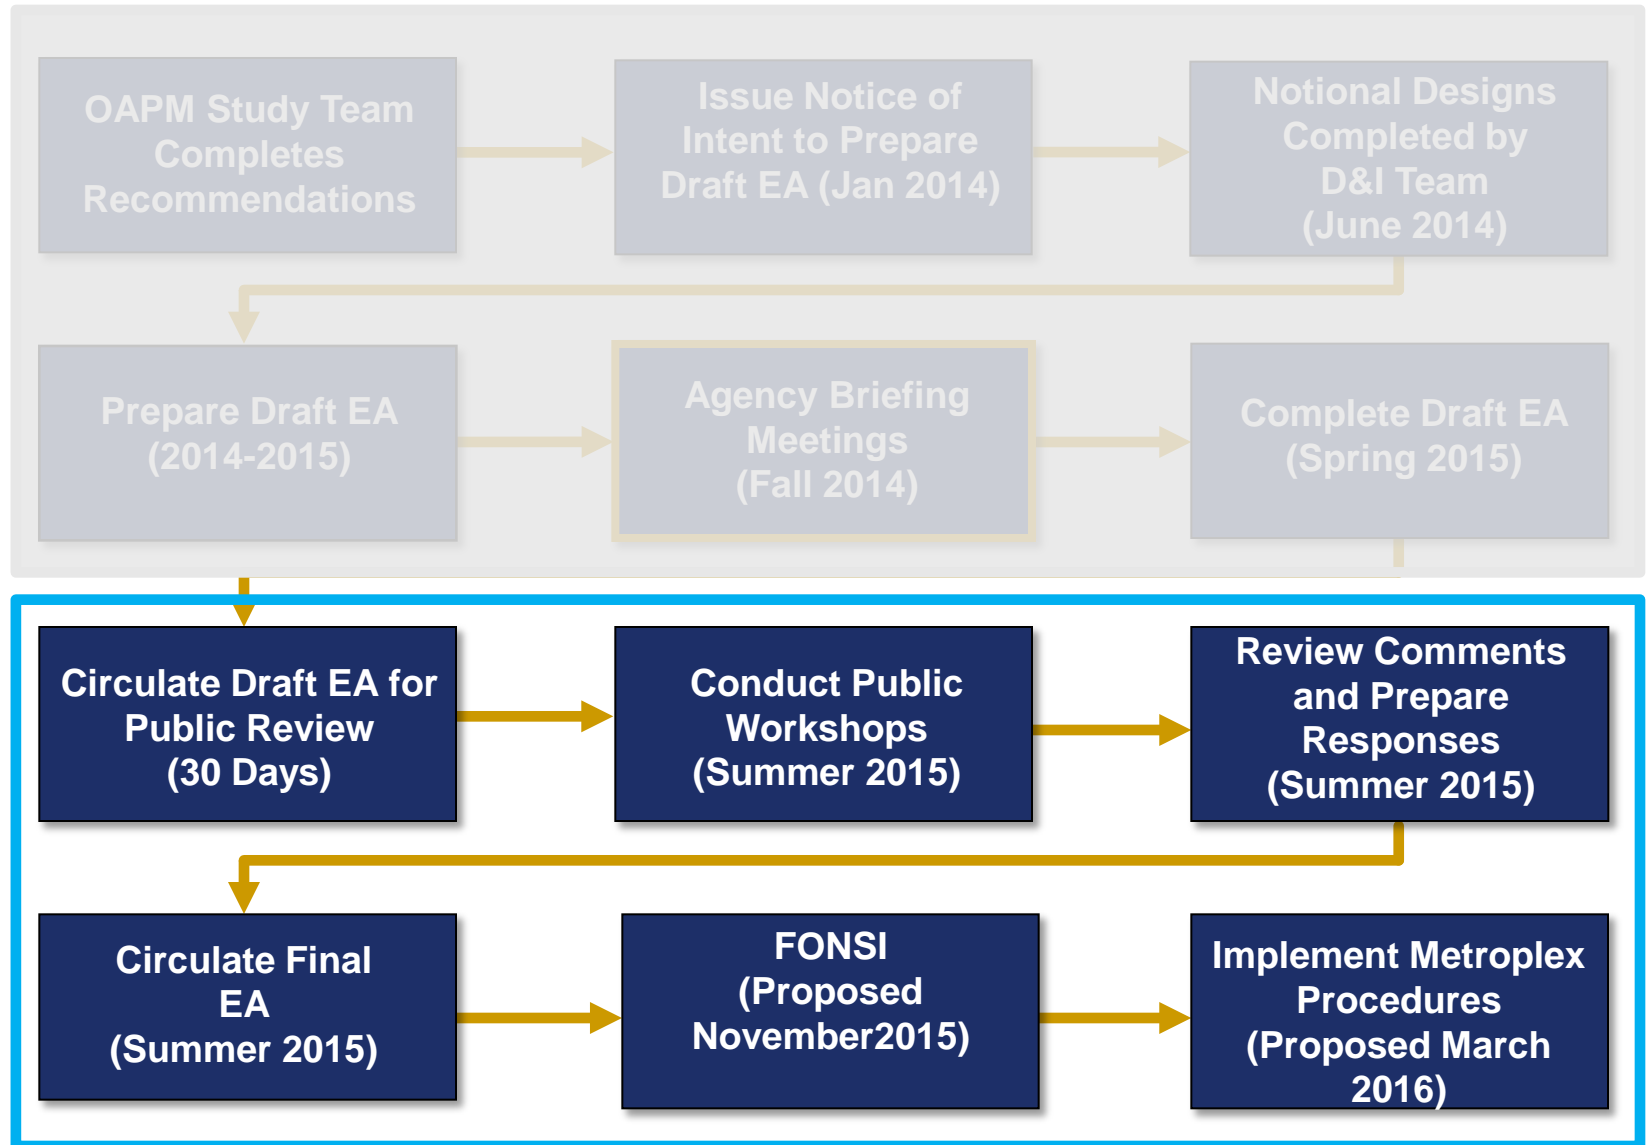 OAPM Study Team
Completes
Recommendations
Issue Notice of
Intent to Prepare
Draft EA (Jan 2014)
Notional Designs
Completed by
D&I Team
(June 2014)
Prepare Draft EA
(2014-2015)
Agency Briefing
Meetings
(Fall 2014)
Complete Draft EA
(Spring 2015)
Circulate Draft EA for
Public Review
(30 Days)
Conduct Public
Workshops
(Summer 2015)
Review Comments
and Prepare
Responses
(Summer 2015)
Circulate Final
EA
(Summer 2015)
FONSI
(Proposed
November2015)
Implement Metroplex
Procedures
(Proposed March
2016)